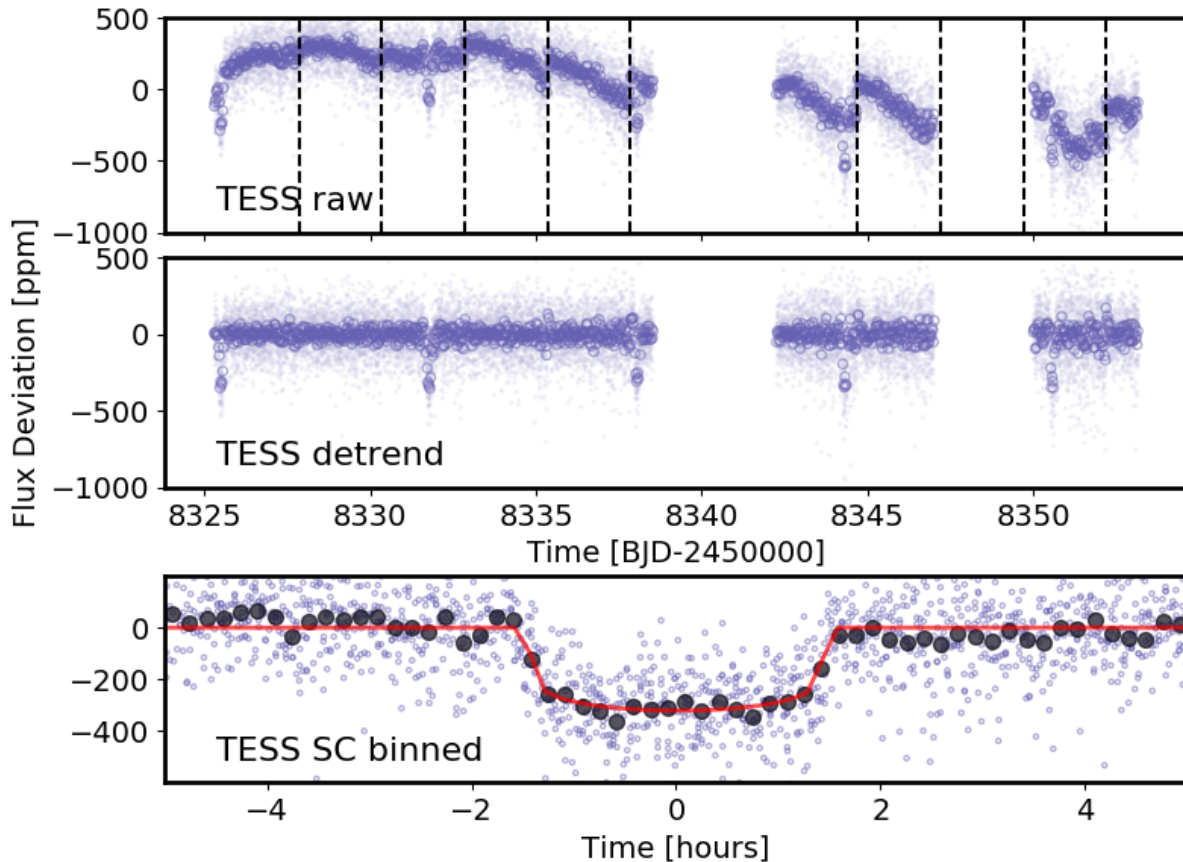 500
0
−500
−1000
TESS raw
500
0
−500
−1000
TESS detrend
Flux Deviation [ppm]
8325 8330 8335 8340 8345 8350
Time [BJD-2450000]
0
−200
−400
TESS SC binned
−4 −2 0 2 4
Time [hours]